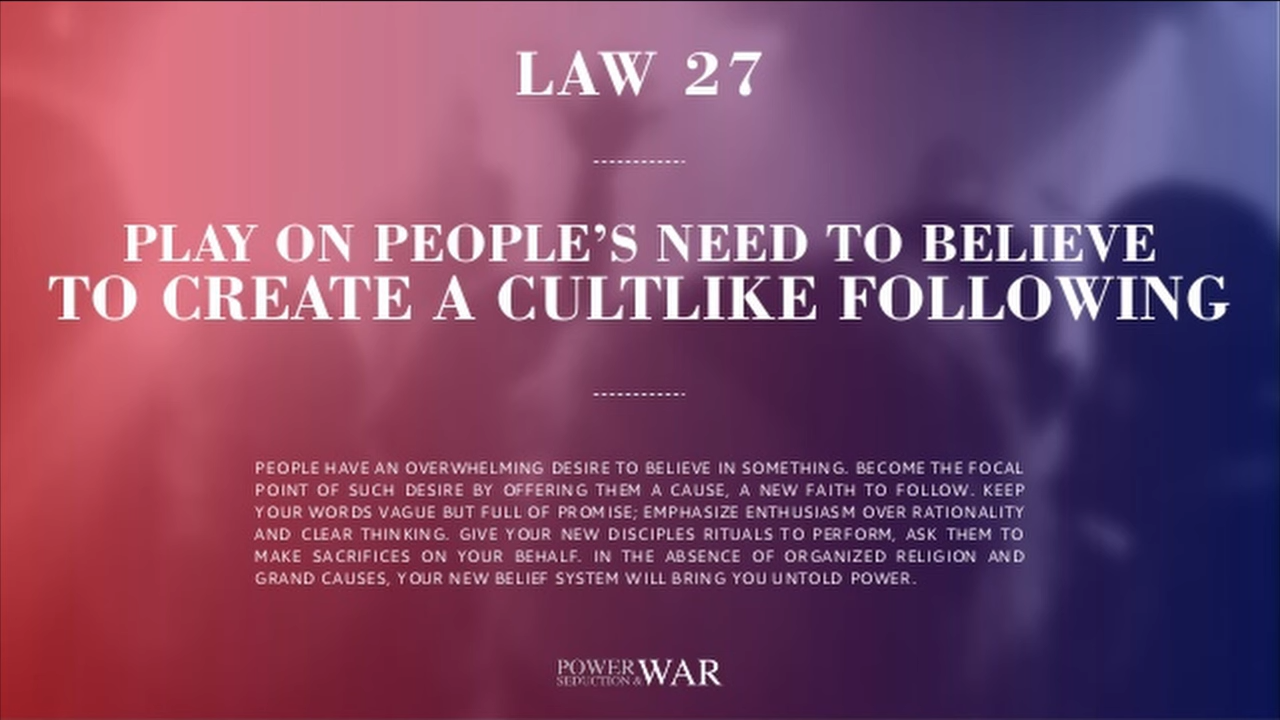 LAW 27
PLAY ON PEOPLE’S NEED TO BELIEVE
TO CREATE A CULTLIKE FOLLOWING
PEOPLE HAVE AN OVERWHELMING DESIRE TO BELIEVE IN SOMETHING. BECOME THE FOCAL
POINT OF SUCH DESIRE BY OFFERING THEM A CAUSE, A NEW FAITH TO FOLLOW. KEEP
YOUR WORDS VAGUE BUT FULL OF PROMISE; EMPHASIZE ENTHUSIASM OVER RATIONALITY
AND CLEAR THINKING. GIVE YOUR NEW DISCIPLES RITUALS TO PERFORM, ASK THEM TO
MAKE SACRIFICES ON YOUR BEHALF. IN THE ABSENCE OF ORGANIZED RELIGION AND
GRAND CAUSES, YOUR NEW BELIEF SYSTEM WILL BRING YOU UNTOLD POWER.
POWER
SEDUCTION & WAR